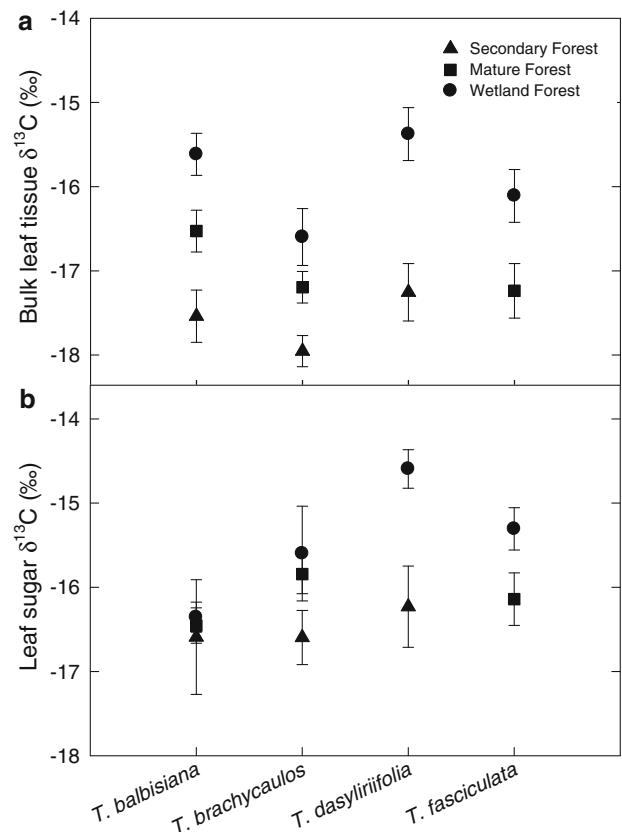 a
-14
-15
-16
-17
-18
Bulk leaf tissue δ¹³C (‰)
Secondary Forest
Mature Forest
Wetland Forest
b
-14
-15
-16
-17
-18
Leaf sugar δ¹³C (‰)
T. balbisiana
T. brachycaulos
T. dasyliriifolia
T. fasciculata